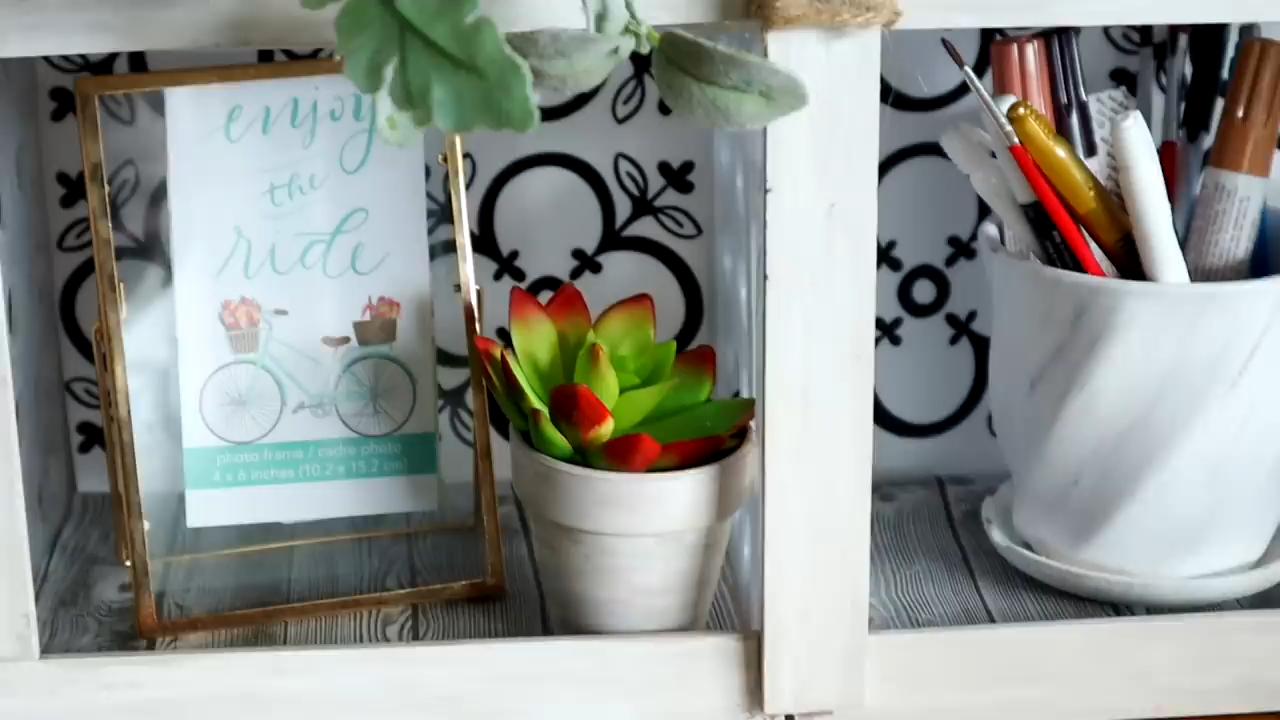 enjoy
the
ride
photo frame / cadre photo
4 x 6 inches (10.2 x 15.2 cm)